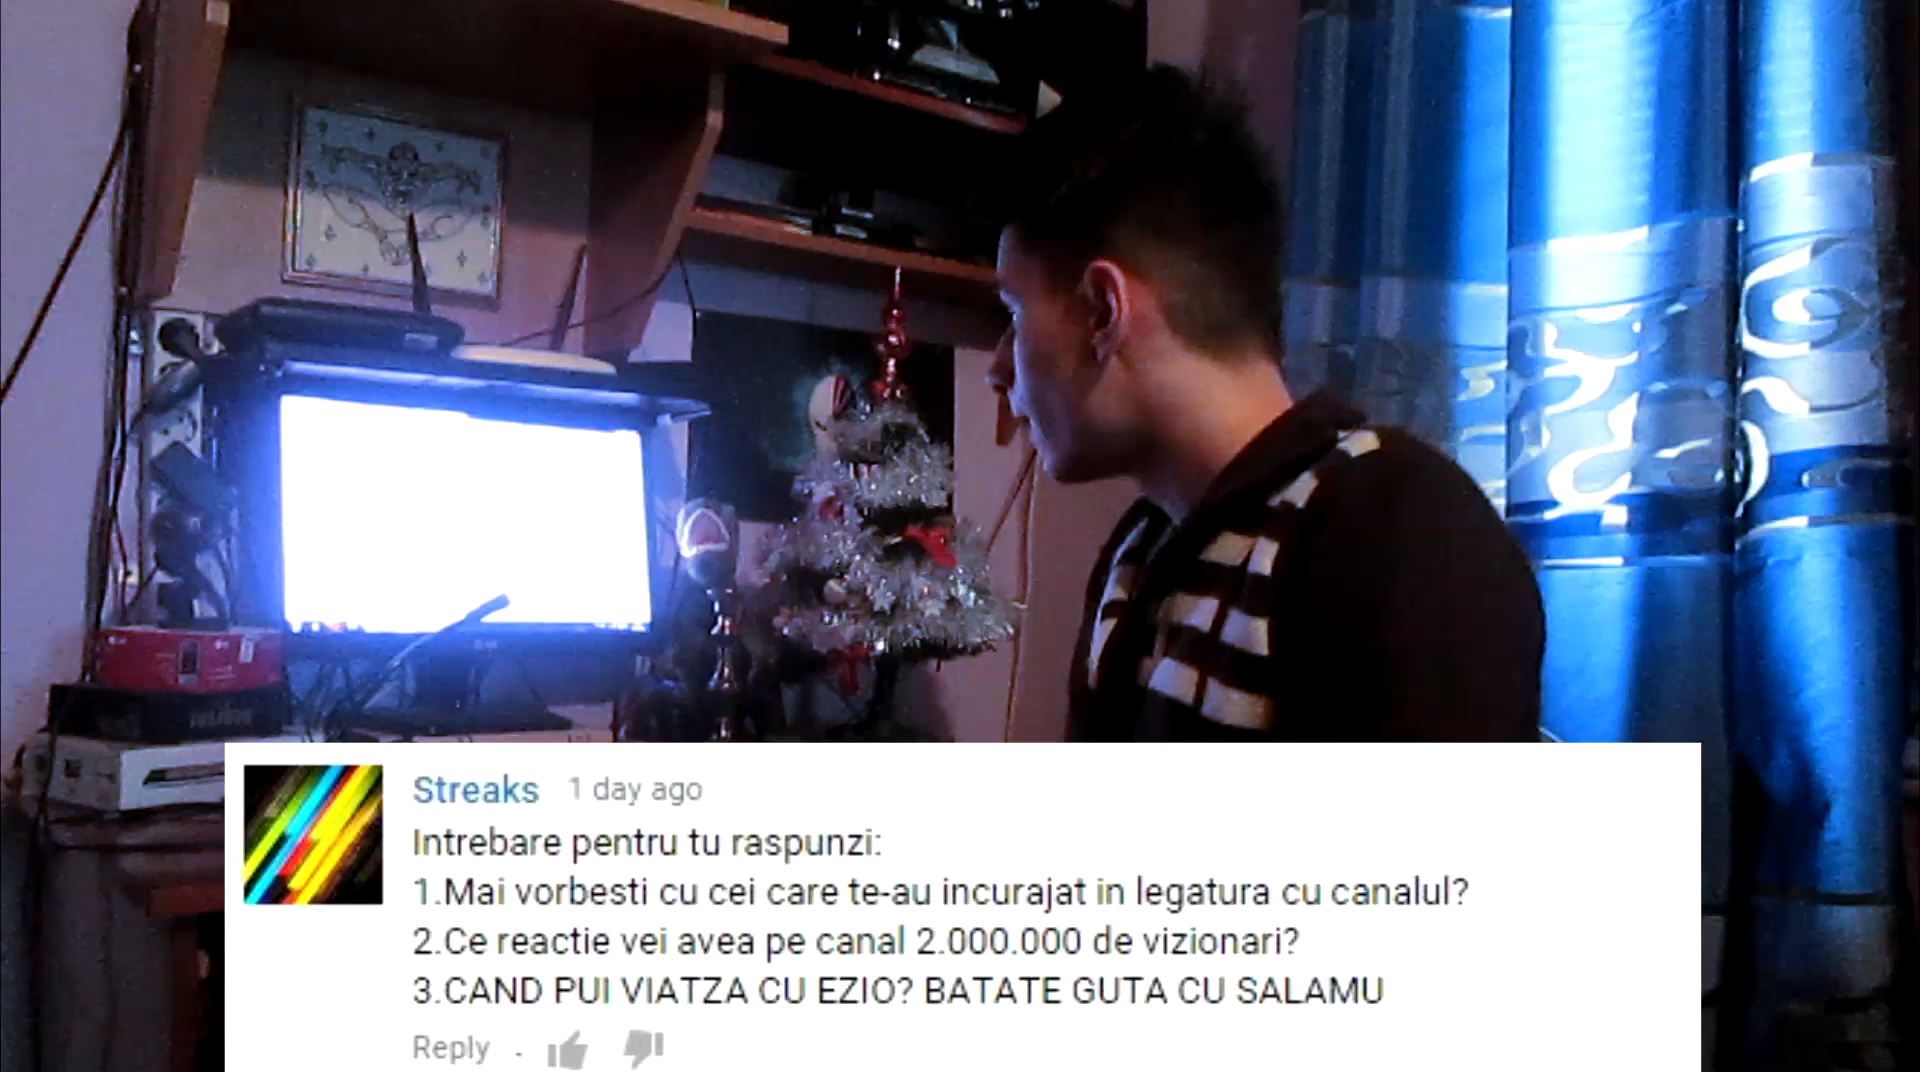 Streaks 1 day ago
Intrebare pentru tu raspunzi:
1.Mai vorbesti cu cei care te-au incurajat in legatura cu canalul?
2.Ce reactie vei avea pe canal 2.000.000 de vizionari?
3.CAND PUI VIATZA CU EZIO? BATATE GUTA CU SALAMU
Reply .